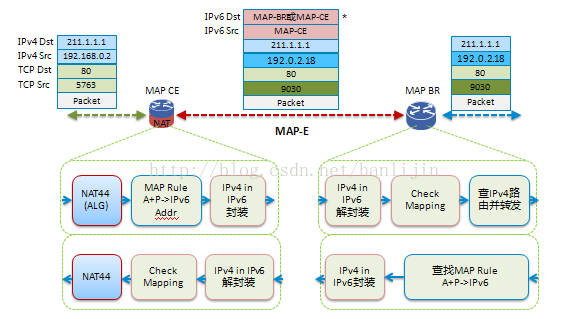 IPv4 Dst
211.1.1.1
IPv4 Src
192.168.0.2
TCP Dst
80
TCP Src
5763
Packet
IPv6 Dst
MAP-BR或MAP-CE
*
IPv6 Src
MAP-CE
211.1.1.1
192.0.2.18
80
9030
Packet
211.1.1.1
192.0.2.18
80
9030
Packet
MAP CE
NAT
MAP-E
MAP BR
http://blog.csdn.net/hanlijin
NAT44
(ALG)
MAP Rule
A+P->IPv6
Addr
IPv4 in
IPv6
封装
IPv4 in
IPv6
解封装
Check
Mapping
查IPv4路
由并转发
NAT44
Check
Mapping
IPv4 in IPv6
解封装
IPv4 in
IPv6封装
查找MAP Rule
A+P->IPv6